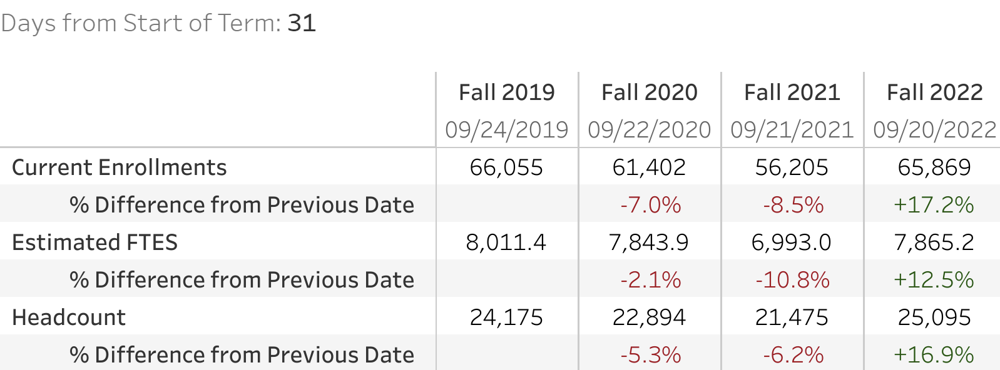 Days from Start of Term: 31
Fall 2019 Fall 2020 Fall 2021 Fall 2022
09/24/2019 09/22/2020 09/21/2021 09/20/2022
Current Enrollments 66,055 61,402 56,205 65,869
% Difference from Previous Date -7.0% -8.5% +17.2%
Estimated FTES 8,011.4 7,843.9 6,993.0 7,865.2
% Difference from Previous Date -2.1% -10.8% +12.5%
Headcount 24,175 22,894 21,475 25,095
% Difference from Previous Date -5.3% -6.2% +16.9%